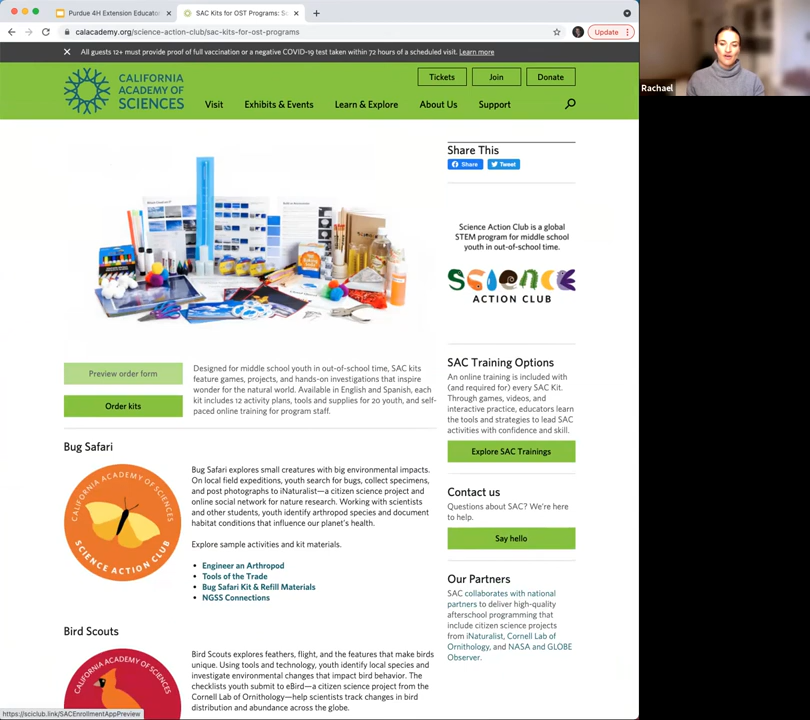 Purdue 4H Extension Educator
SAC Kits for OST Programs: Sc
calacademy.org/science-action-club/sac-kits-for-ost-programs
Update
All guests 12+ must provide proof of full vaccination or a negative COVID-19 test taken within 72 hours of a scheduled visit. Learn more
CALIFORNIA
ACADEMY OF
SCIENCES
Tickets
Join
Donate
Visit
Exhibits & Events
Learn & Explore
About Us
Support
Rachael
Share This
Share
Tweet
Science Action Club is a global
STEM program for middle school
youth in out-of-school time.
SCIENCE
ACTION CLUB
Preview order form
Order kits
Designed for middle school youth in out-of-school time, SAC kits
feature games, projects, and hands-on investigations that inspire
wonder for the natural world. Available in English and Spanish, each
kit includes 12 activity plans, tools and supplies for 20 youth, and self-
paced online training for program staff.
SAC Training Options
An online training is included with
(and required for) every SAC Kit.
Through games, videos, and
interactive practice, educators learn
the tools and strategies to lead SAC
activities with confidence and skill.
Explore SAC Trainings
Contact us
Questions about SAC? We're here
to help.
Say hello
Our Partners
SAC collaborates with national
partners to deliver high-quality
afterschool programming that
include citizen science projects
from iNaturalist, Cornell Lab of
Ornithology, and NASA and GLOBE
Observer.
Bug Safari
CALIFORNIA ACADEMY OF SCIENCES
SCIENCE ACTION CLUB
Bug Safari explores small creatures with big environmental impacts.
On local field expeditions, youth search for bugs, collect specimens,
and post photographs to iNaturalist—a citizen science project and
online social network for nature research. Working with scientists
and other students, youth identify arthropod species and document
habitat conditions that influence our planet's health.
Explore sample activities and kit materials.
• Engineer an Arthropod
• Tools of the Trade
• Bug Safari Kit & Refill Materials
• NGSS Connections
Bird Scouts
CALIFORNIA ACADEMY OF SCIENCES
Bird Scouts explores feathers, flight, and the features that make birds
unique. Using tools and technology, youth identify local species and
investigate environmental changes that impact bird behavior. The
checklists youth submit to eBird—a citizen science project from the
Cornell Lab of Ornithology—help scientists track changes in bird
distribution and abundance across the globe.
https://sciclub.link/SACEnrollmentAppPreview